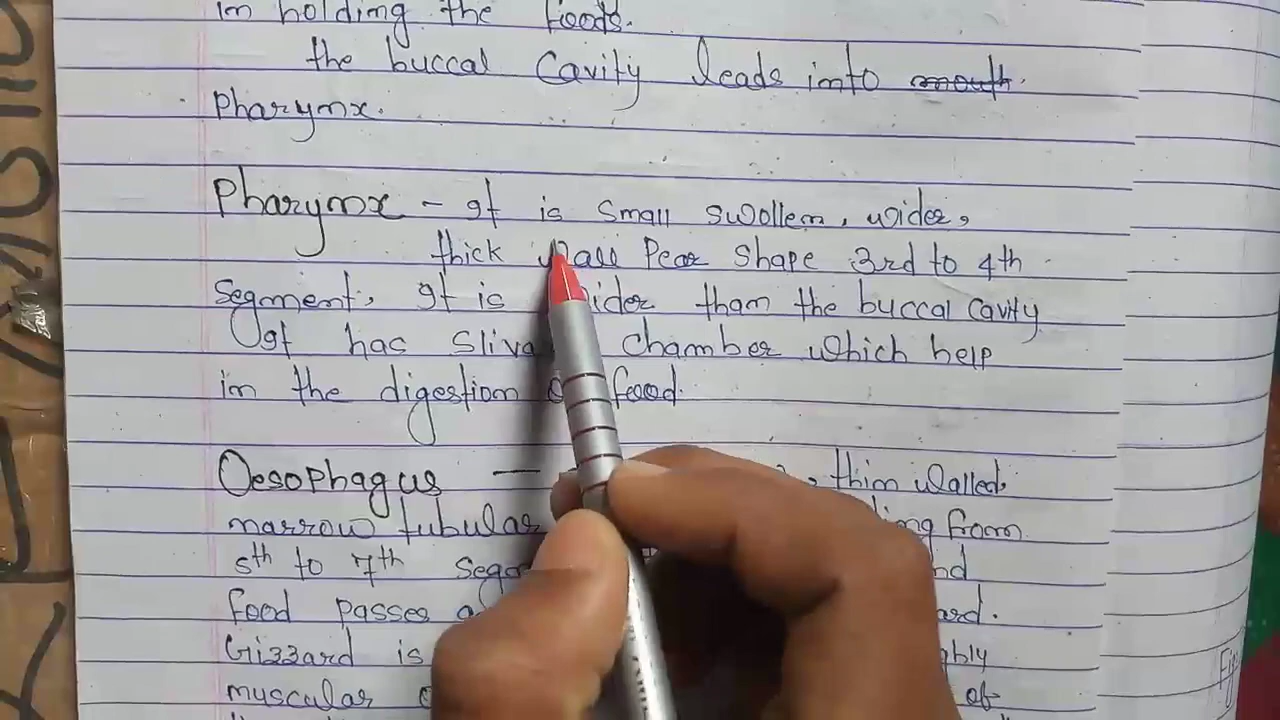 in holding the foods.
the buccal Cavity leads into mouth.
Pharynx.
Pharynx - It is small swollen, wider,
thick wall Pear shape 3rd to 4th
segment, It is wider than the buccal cavity
It has Sliva chamber which help
in the digestion food.
Oesophagus — thin walled,
narrow tubular from
5th to 7th
food passes
Gizzard is
muscular of